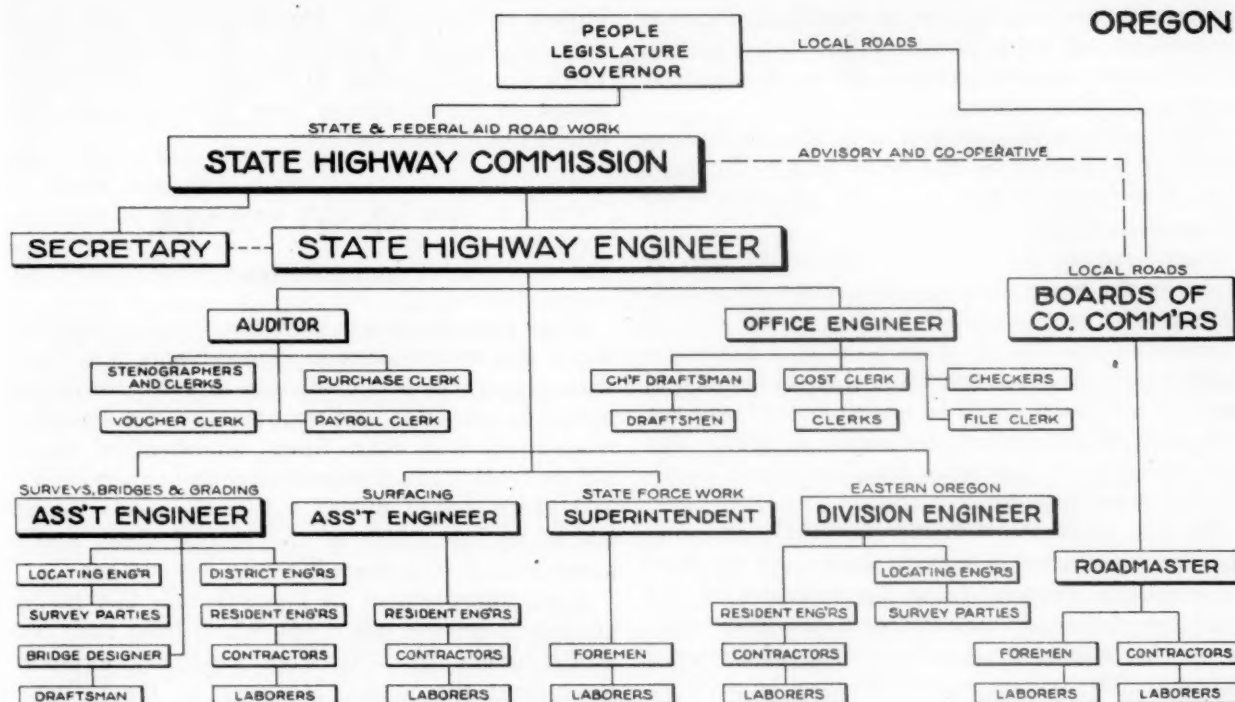 OREGON
PEOPLE
LEGISLATURE
GOVERNOR
LOCAL ROADS
STATE & FEDERAL AID ROAD WORK
STATE HIGHWAY COMMISSION
ADVISORY AND CO-OPERATIVE
SECRETARY
STATE HIGHWAY ENGINEER
LOCAL ROADS
BOARDS OF
CO. COMM'RS
AUDITOR
OFFICE ENGINEER
STENOGRAPHERS
AND CLERKS
PURCHASE CLERK
CH'F DRAFTSMAN
COST CLERK
CHECKERS
VOUCHER CLERK
PAYROLL CLERK
DRAFTSMEN
CLERKS
FILE CLERK
SURVEYS, BRIDGES & GRADING
ASS'T ENGINEER
SURFACING
ASS'T ENGINEER
STATE FORCE WORK
SUPERINTENDENT
EASTERN OREGON
DIVISION ENGINEER
LOCATING ENG'R
DISTRICT ENG'RS
LOCATING ENG'RS
ROADMASTER
SURVEY PARTIES
RESIDENT ENG'RS
RESIDENT ENG'RS
RESIDENT ENG'RS
SURVEY PARTIES
BRIDGE DESIGNER
CONTRACTORS
CONTRACTORS
FOREMEN
CONTRACTORS
FOREMEN
CONTRACTORS
DRAFTSMAN
LABORERS
LABORERS
LABORERS
LABORERS
LABORERS
LABORERS